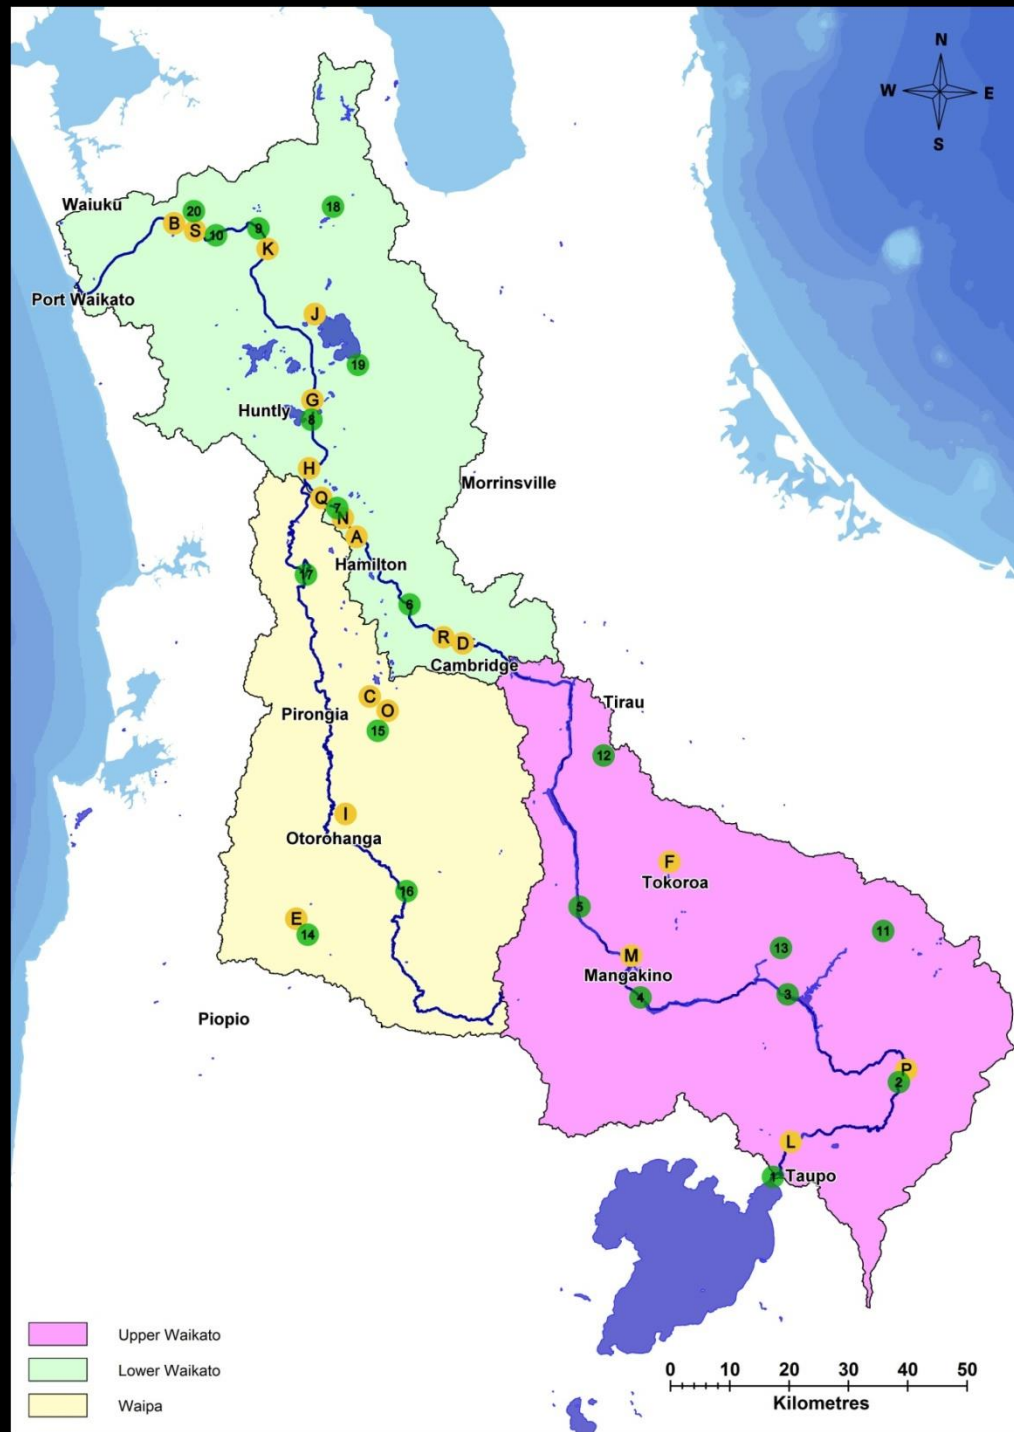 N
W E
S
Waiuku
20
18
B
S
10
9
K
Port Waikato
J
19
G
Huntly
8
H
Morrinsville
Q
7
N
A
Hamilton
17
6
R
D
Cambridge
C
O
Tirau
Pirongia
15
12
I
Otorohanga
F
Tokoroa
16
5
E
14
11
13
M
Mangakino
4
3
Piopio
P
2
L
1
Taupo
Upper Waikato
Lower Waikato
Waipa
0 10 20 30 40 50
Kilometres